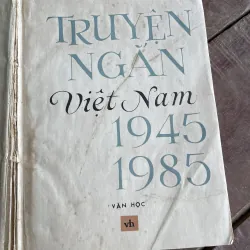 TRUYỆN
NGẮN
Việt Nam
1945
1985
VĂN HỌC
vh